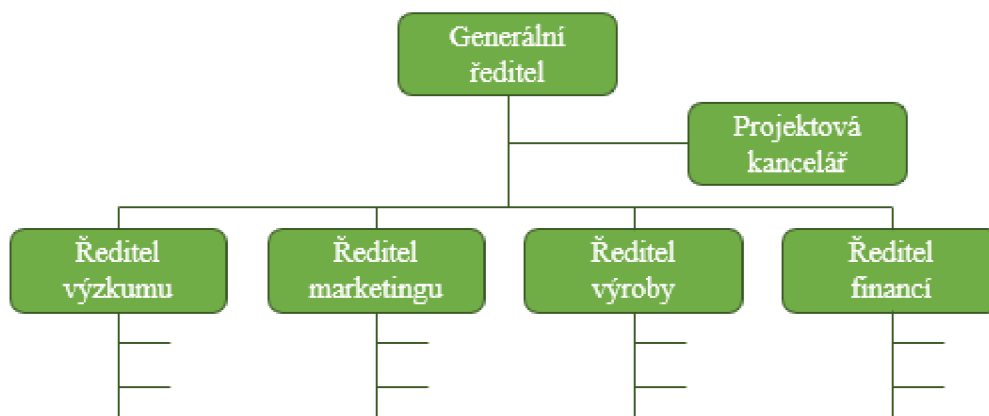 Generální
ředitel
Projektová
kancelář
Ředitel
výzkumu
Ředitel
marketingu
Ředitel
výroby
Ředitel
financí